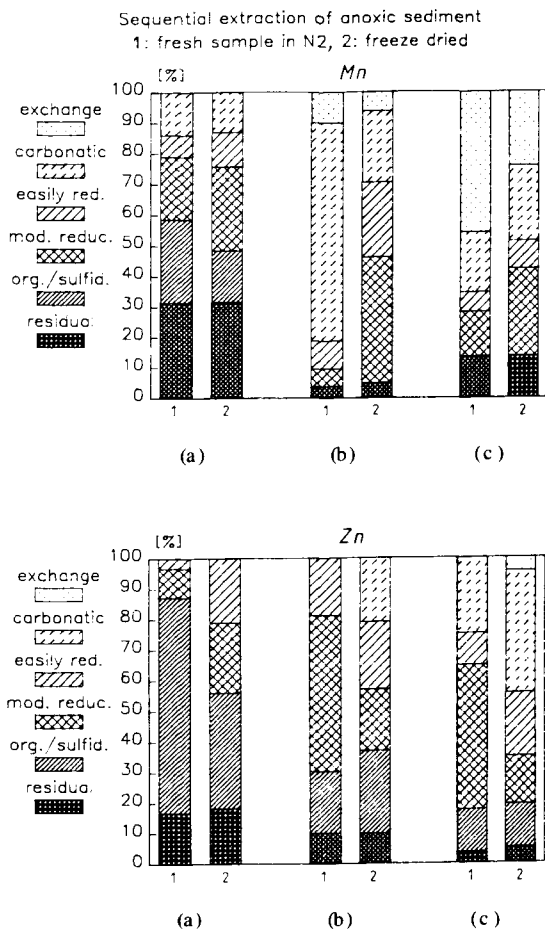 Sequential extraction of anoxic sediment
1: fresh sample in N2, 2: freeze dried
[%]
Mn
exchange
carbonatic
easily red.
mod. reduc.
org./sulfid.
residua.
100
90
80
70
60
50
40
30
20
10
0
1 2 1 2 1 2
(a) (b) (c)
[%]
Zn
exchange
carbonatic
easily red.
mod. reduc.
org./sulfid.
residua.
100
90
80
70
60
50
40
30
20
10
0
1 2 1 2 1 2
(a) (b) (c)